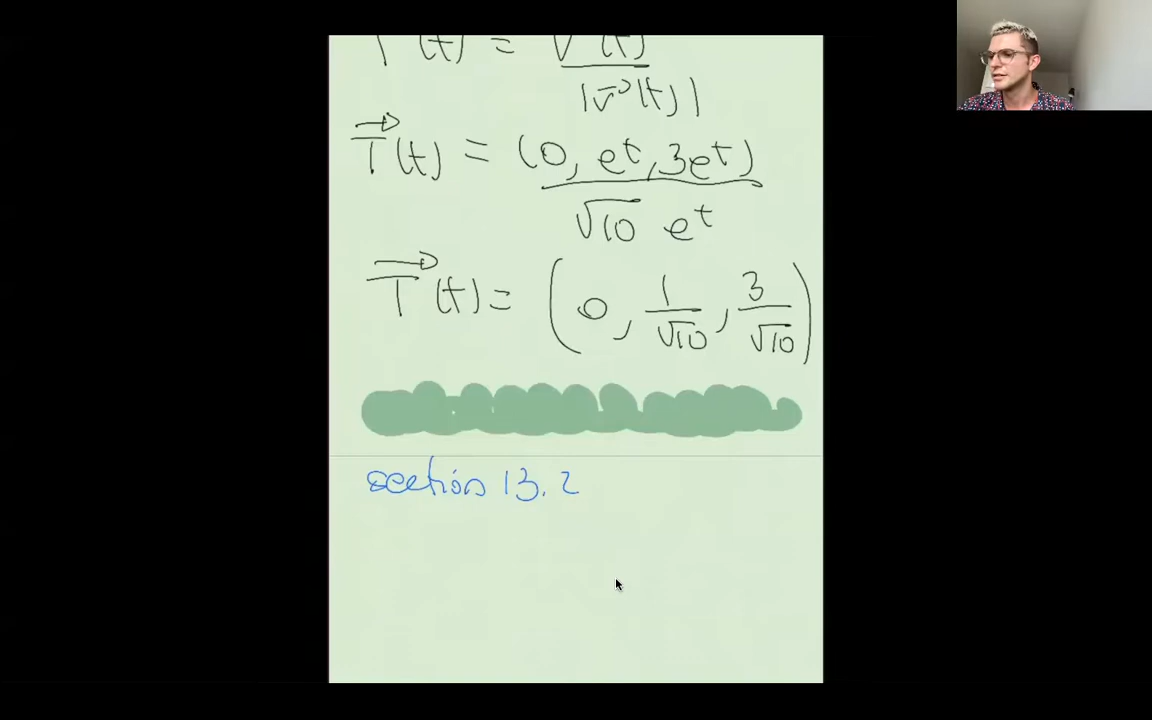 T(t) = v(t)
|v→(t)|
T→(t) = (0, e^t, 3e^t)
√10 e^t
T→(t) = (0, 1/√10, 3/√10)
section 13.2